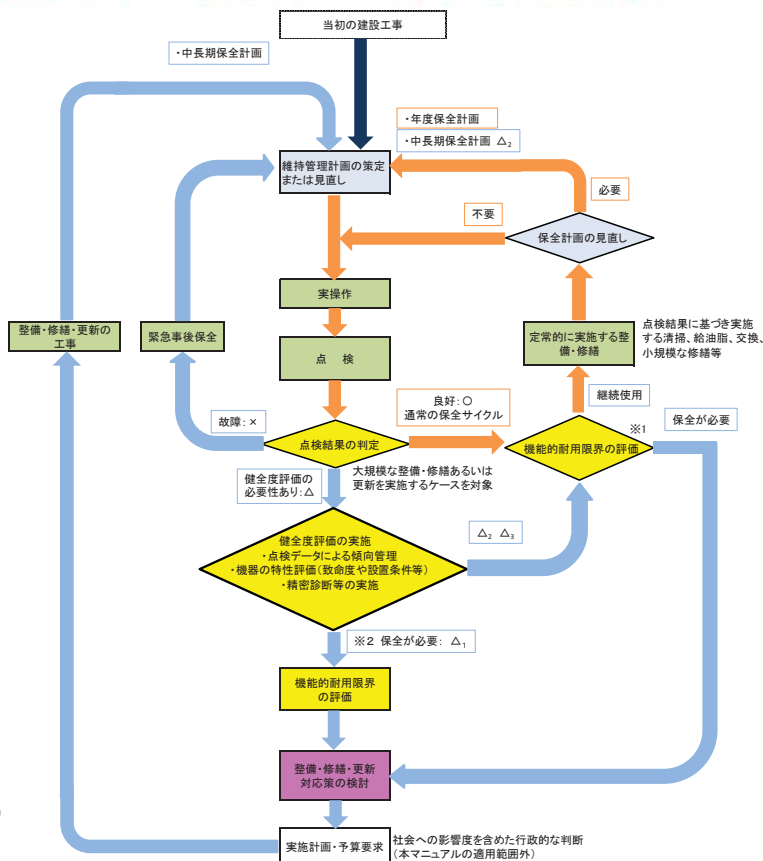 当初の建設工事
・中長期保全計画
・年度保全計画
・中長期保全計画 △₂
維持管理計画の策定
または見直し
必要
不要
保全計画の見直し
実操作
整備・修繕・更新の
工事
緊急事後保全
点　検
定常的に実施する整
備・修繕
点検結果に基づき実施
する清掃、給油脂、交換、
小規模な修繕等
良好：○
通常の保全サイクル
継続使用
故障：×
点検結果の判定
※1
保全が必要
機能的耐用限界の評価
健全度評価の
必要性あり：△
大規模な整備・修繕あるいは
更新を実施するケースを対象
健全度評価の実施
・点検データによる傾向管理
・機器の特性評価（致命度や設置条件等）
・精密診断等の実施
△₂ △₃
※２ 保全が必要： △₁
機能的耐用限界
の評価
整備・修繕・更新
対応策の検討
実施計画・予算要求
社会への影響度を含めた行政的な判断
（本マニュアルの適用範囲外）